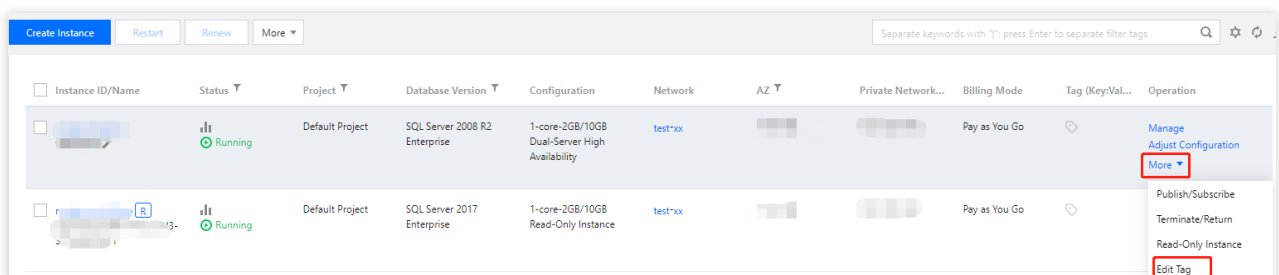 Create Instance Restart Renew More Separate keywords with "|"; press Enter to separate filter tags
Instance ID/Name Status Project Database Version Configuration Network AZ Private Network... Billing Mode Tag (Key:Val... Operation
Default Project SQL Server 2008 R2 1-core-2GB/10GB test-xx Pay as You Go Manage
Running Enterprise Dual-Server High Adjust Configuration
Availability More
Publish/Subscribe
R Default Project SQL Server 2017 1-core-2GB/10GB test-xx Pay as You Go
Running Enterprise Read-Only Instance Terminate/Return
Read-Only Instance
Edit Tag